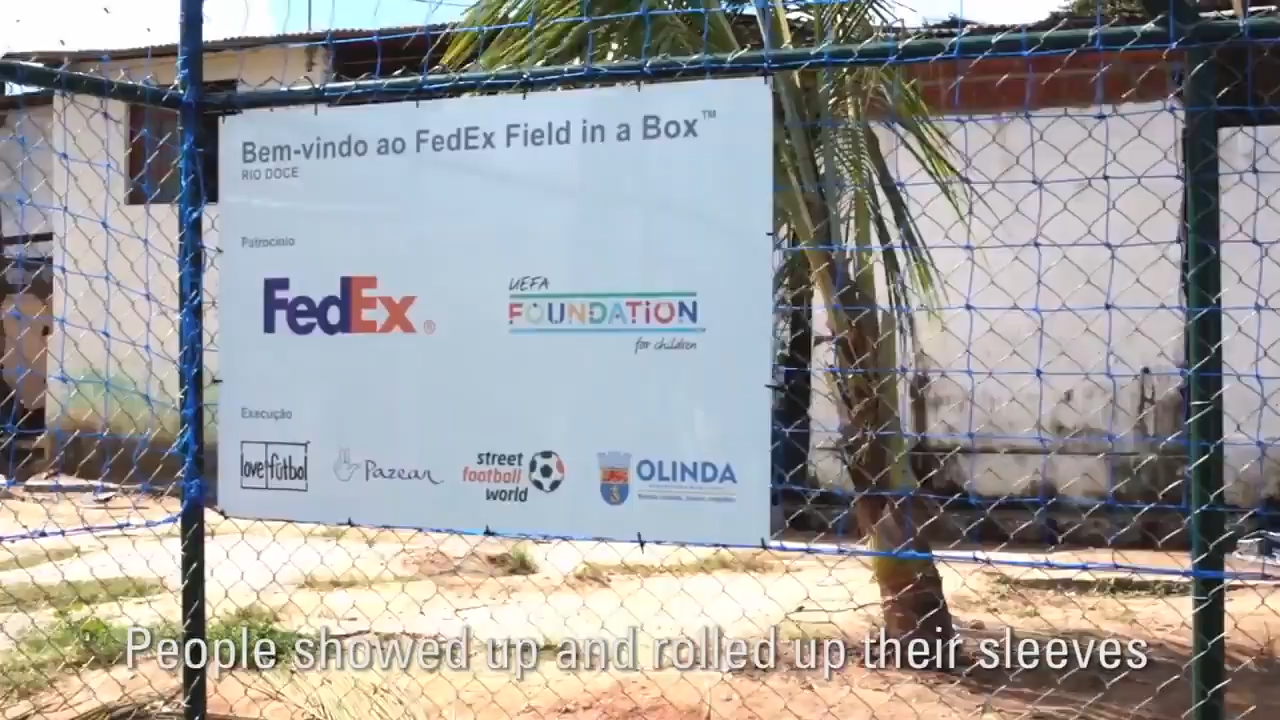 Bem-vindo ao FedEx Field in a Box™
RIO DOCE
Patrocínio
FedEx®
UEFA
FOUNDATION
for children
Execução
love fútbol
Pazear
street
football
world
OLINDA
People showed up and rolled up their sleeves